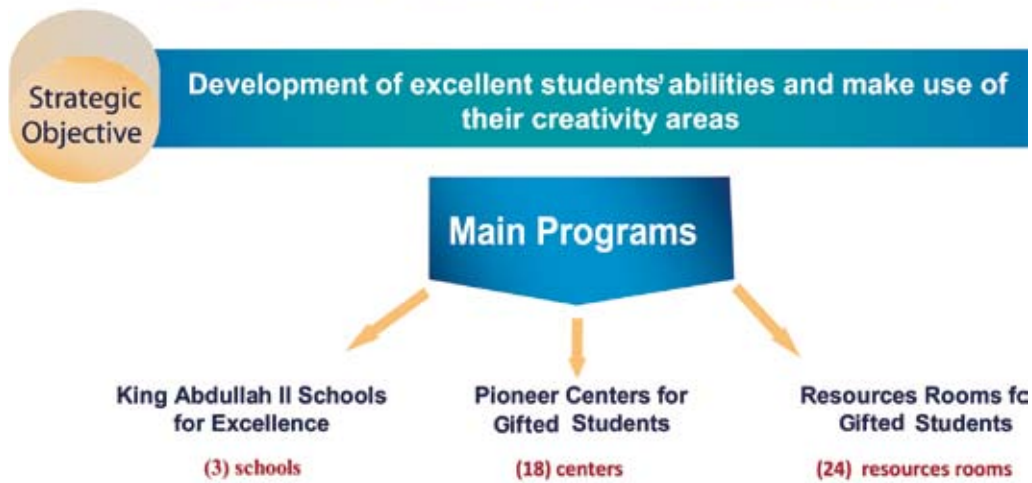 Strategic
Objective
Development of excellent students' abilities and make use of
their creativity areas
Main Programs
King Abdullah II Schools
for Excellence
(3) schools
Pioneer Centers for
Gifted Students
(18) centers
Resources Rooms fo
Gifted Students
(24) resources rooms